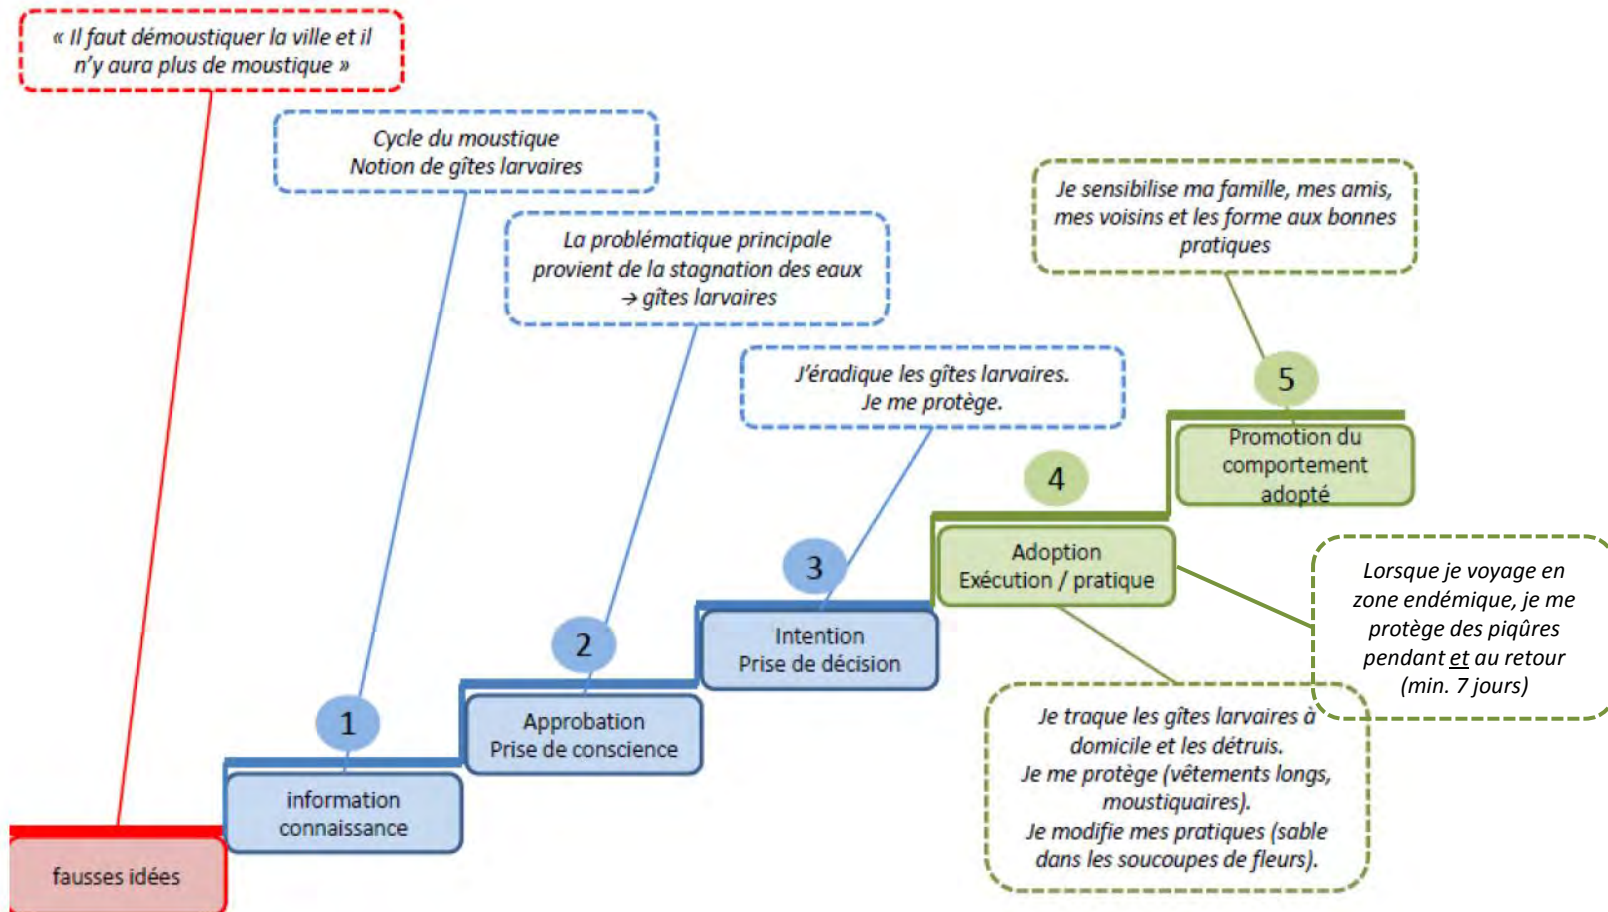 « Il faut démoustiquer la ville et il
n'y aura plus de moustique »
Cycle du moustique
Notion de gîtes larvaires
La problématique principale
provient de la stagnation des eaux
→ gîtes larvaires
J'éradique les gîtes larvaires.
Je me protège.
Je sensibilise ma famille, mes amis,
mes voisins et les forme aux bonnes
pratiques
5
Promotion du
comportement
adopté
4
Adoption
Exécution / pratique
Lorsque je voyage en
zone endémique, je me
protège des piqûres
pendant et au retour
(min. 7 jours)
3
Intention
Prise de décision
2
Approbation
Prise de conscience
Je traque les gîtes larvaires à
domicile et les détruis.
Je me protège (vêtements longs,
moustiquaires).
Je modifie mes pratiques (sable
dans les soucoupes de fleurs).
1
information
connaissance
fausses idées